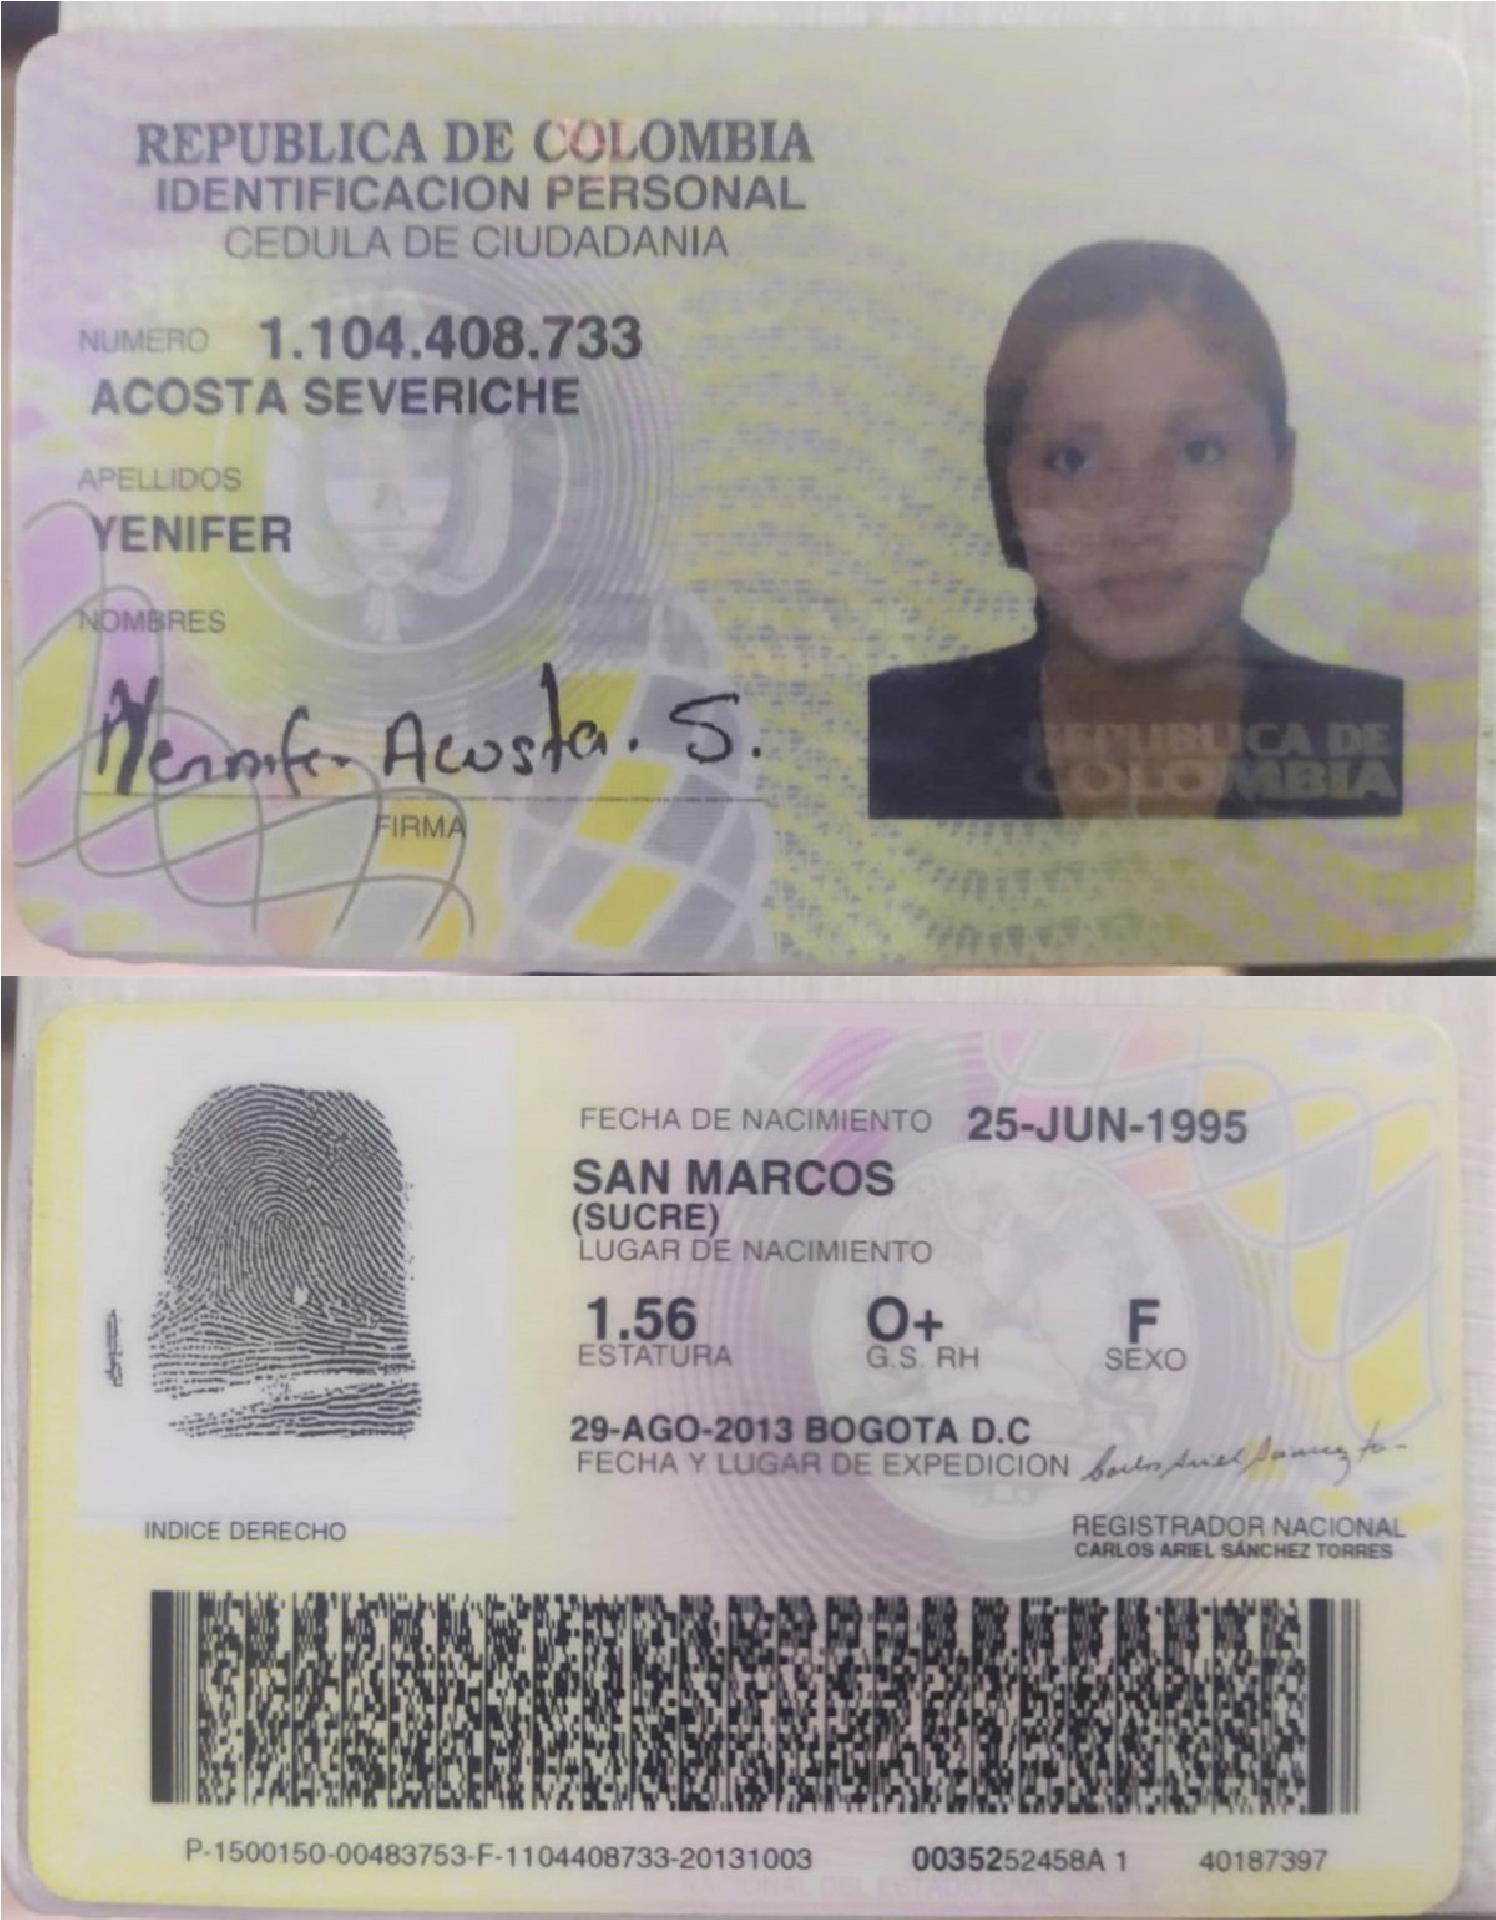 REPUBLICA DE COLOMBIA
IDENTIFICACION PERSONAL
CEDULA DE CIUDADANIA
NUMERO 1.104.408.733
ACOSTA SEVERICHE
APELLIDOS
YENIFER
NOMBRES
Yennifer Acosta. S.
FIRMA
REPUBLICA DE
COLOMBIA
FECHA DE NACIMIENTO 25-JUN-1995
SAN MARCOS
(SUCRE)
LUGAR DE NACIMIENTO
1.56 O+ F
ESTATURA G.S. RH SEXO
29-AGO-2013 BOGOTA D.C
FECHA Y LUGAR DE EXPEDICION
INDICE DERECHO
REGISTRADOR NACIONAL
CARLOS ARIEL SÁNCHEZ TORRES
P-1500150-00483753-F-1104408733-20131003 0035252458A 1 40187397